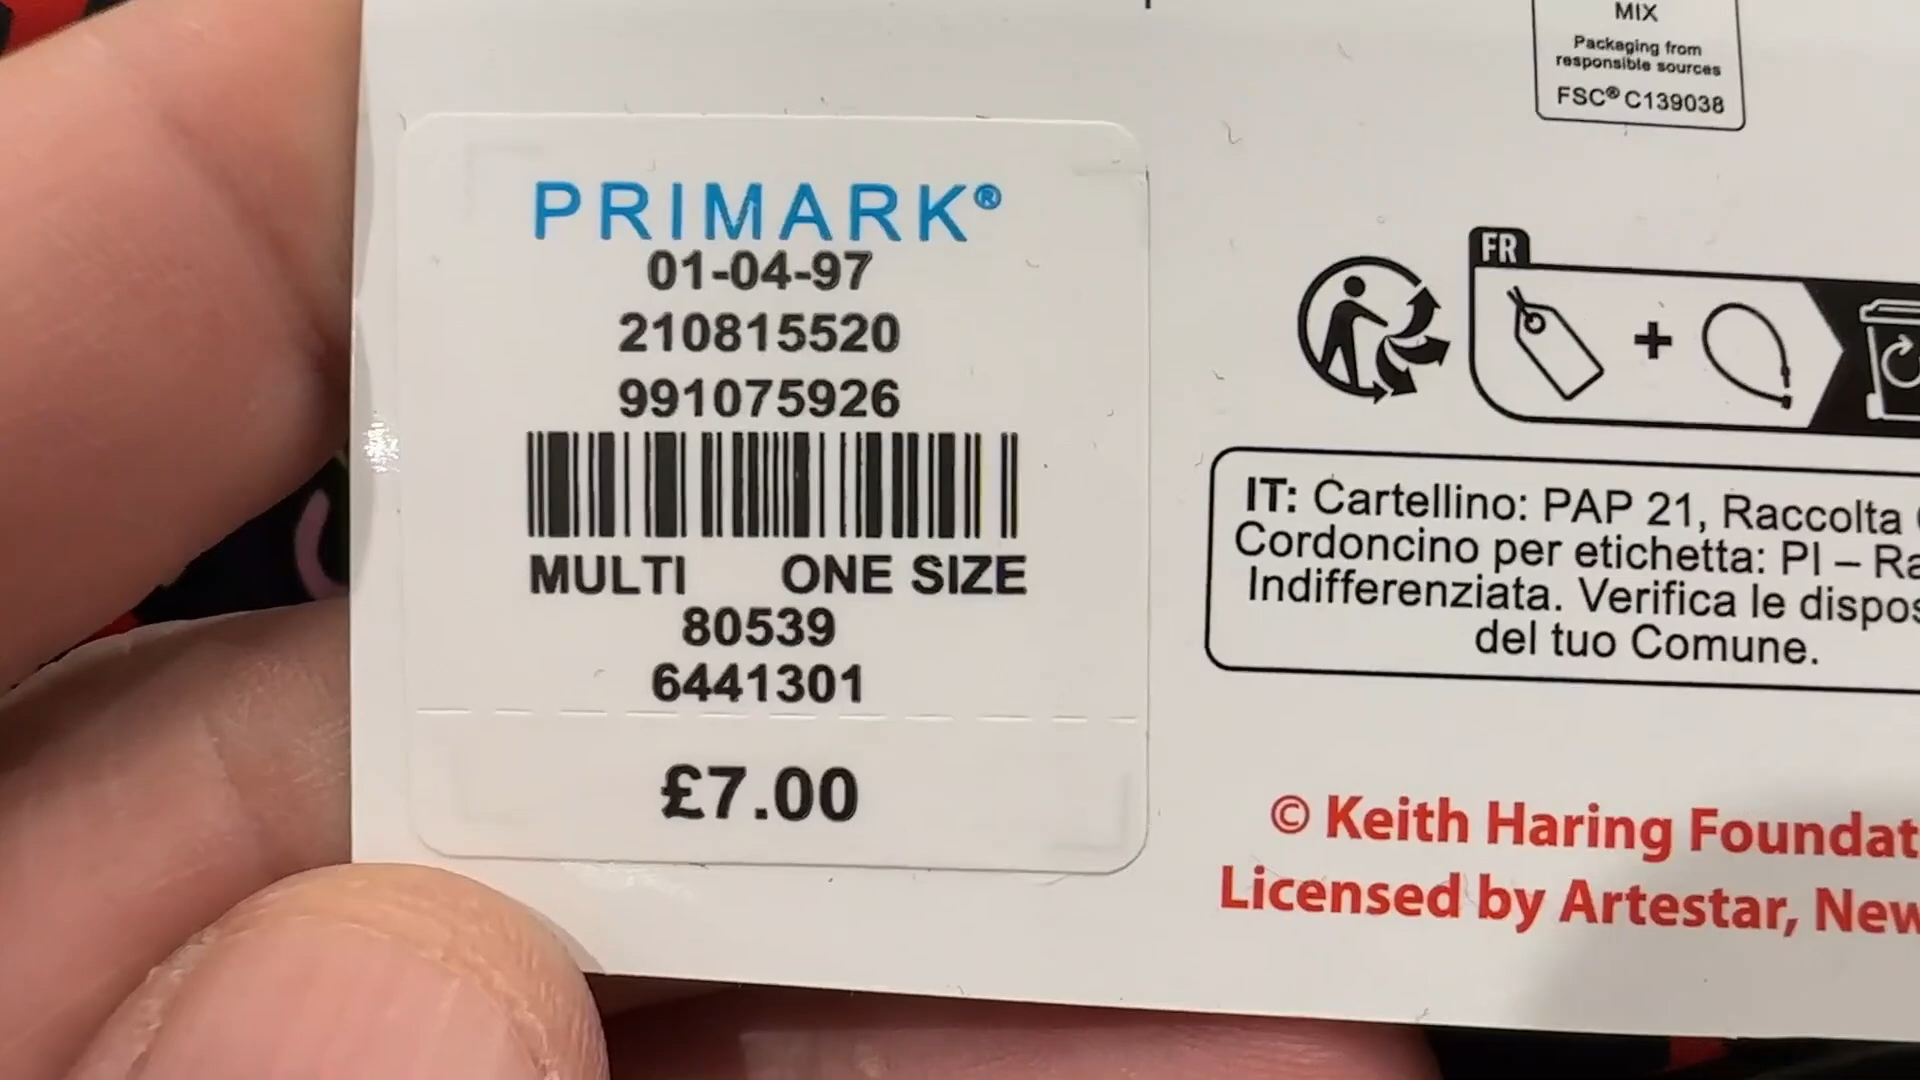 MIX
Packaging from
responsible sources
FSC® C139038
PRIMARK®
01-04-97
210815520
991075926
MULTI ONE SIZE
80539
6441301
£7.00
FR
+
IT: Cartellino: PAP 21, Raccolta
Cordoncino per etichetta: PI – Ra
Indifferenziata. Verifica le dispos
del tuo Comune.
© Keith Haring Foundat
Licensed by Artestar, New